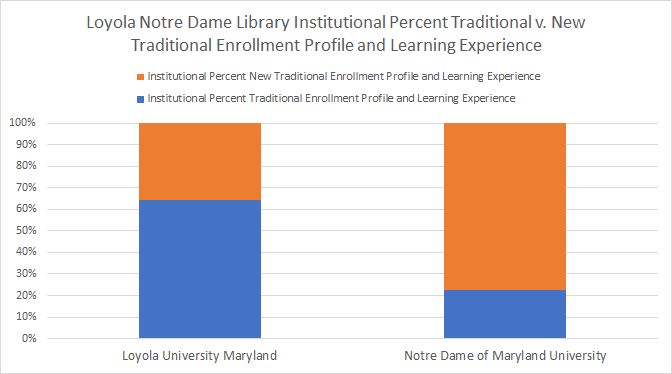 Loyola Notre Dame Library Institutional Percent Traditional v. New
Traditional Enrollment Profile and Learning Experience
Institutional Percent New Traditional Enrollment Profile and Learning Experience
Institutional Percent Traditional Enrollment Profile and Learning Experience
100%
90%
80%
70%
60%
50%
40%
30%
20%
10%
0%
Loyola University Maryland
Notre Dame of Maryland University